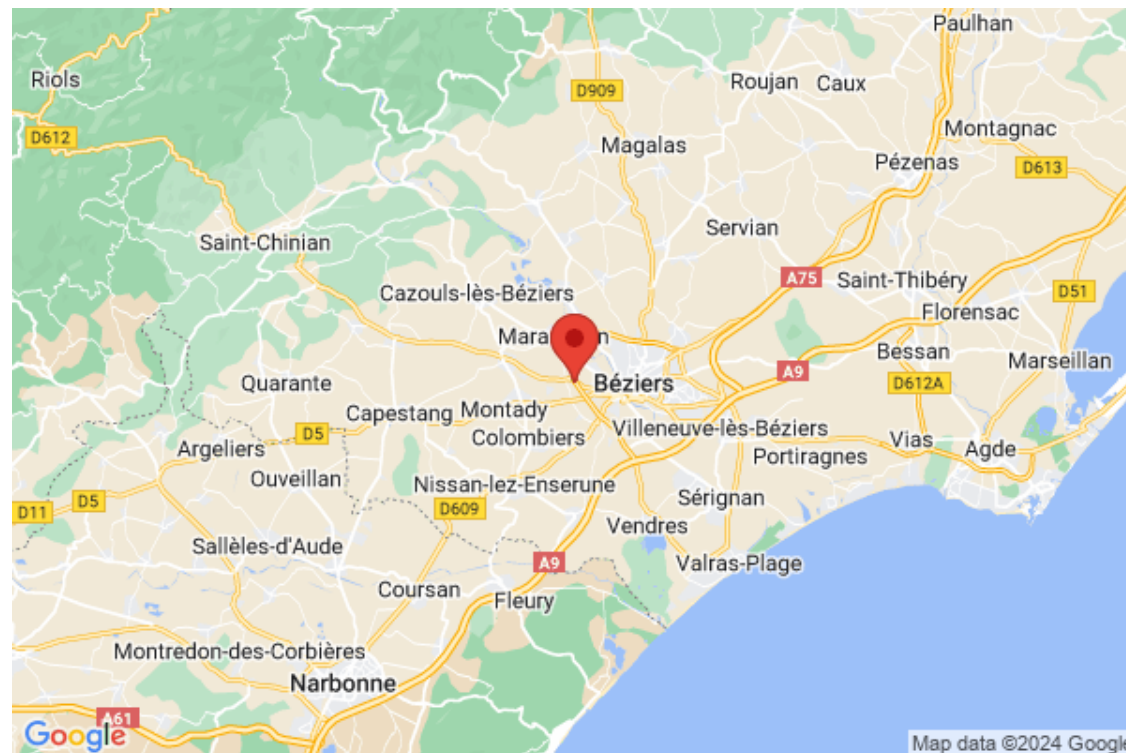 Paulhan
Riols
Roujan
Caux
D909
D612
Montagnac
Magalas
Pézenas
D613
Servian
Saint-Chinian
A75
Saint-Thibéry
Cazouls-lès-Béziers
D51
Florensac
Bessan
Marseillan
A9
Quarante
Béziers
D612A
Montady
Capestang
Villeneuve-lès-Béziers
D5
Colombiers
Vias
Agde
Argeliers
Portiragnes
Ouveillan
Nissan-lez-Enserune
D5
Sérignan
D11
D609
Vendres
Sallèles-d'Aude
A9
Valras-Plage
Coursan
Fleury
Montredon-des-Corbières
Narbonne
A61
Google
Map data ©2024 Google